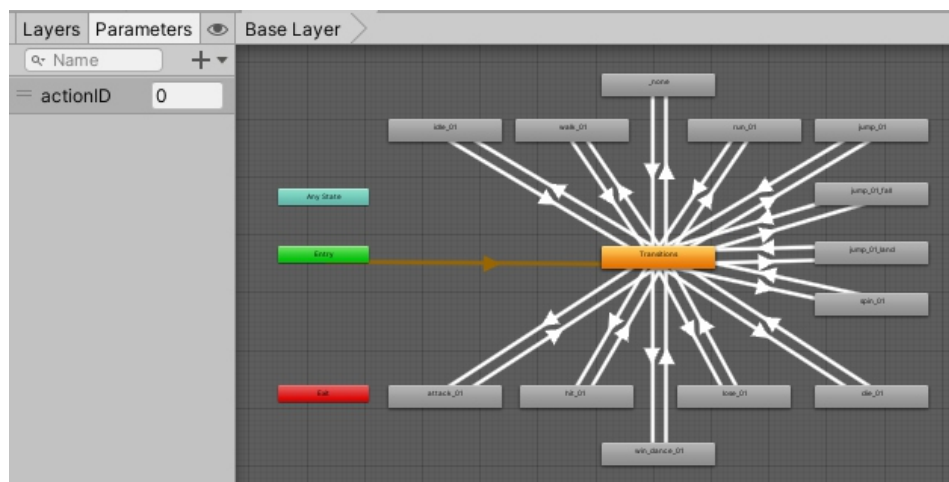 Layers Parameters Base Layer
Name
actionID 0
_none
idle_01 walk_01 run_01 jump_01
Any State jump_01_fall
Entry Transitions jump_01_land
spin_01
Exit attack_01 hit_01 lose_01 die_01
win_dance_01